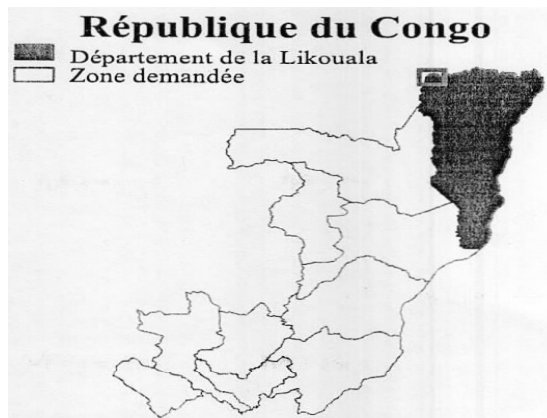 République du Congo
Département de la Likouala
Zone demandée